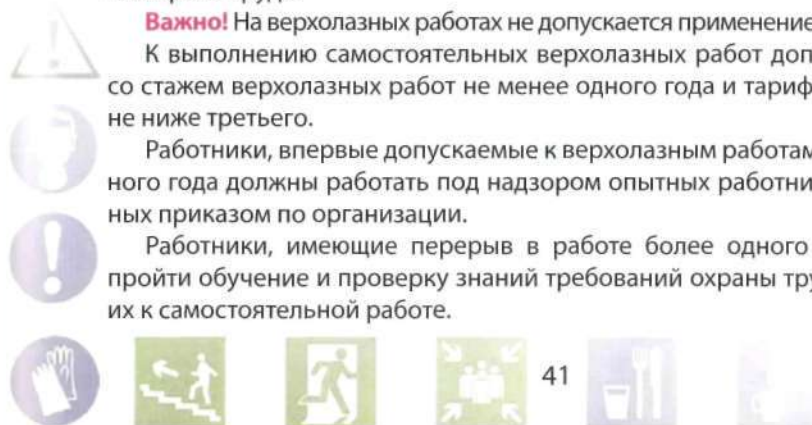 Важно! На верхолазных работах не допускается применение
К выполнению самостоятельных верхолазных работ доп
со стажем верхолазных работ не менее одного года и тариф
не ниже третьего.
Работники, впервые допускаемые к верхолазным работам
ного года должны работать под надзором опытных работни
ных приказом по организации.
Работники, имеющие перерыв в работе более одного
пройти обучение и проверку знаний требований охраны тру
их к самостоятельной работе.
41